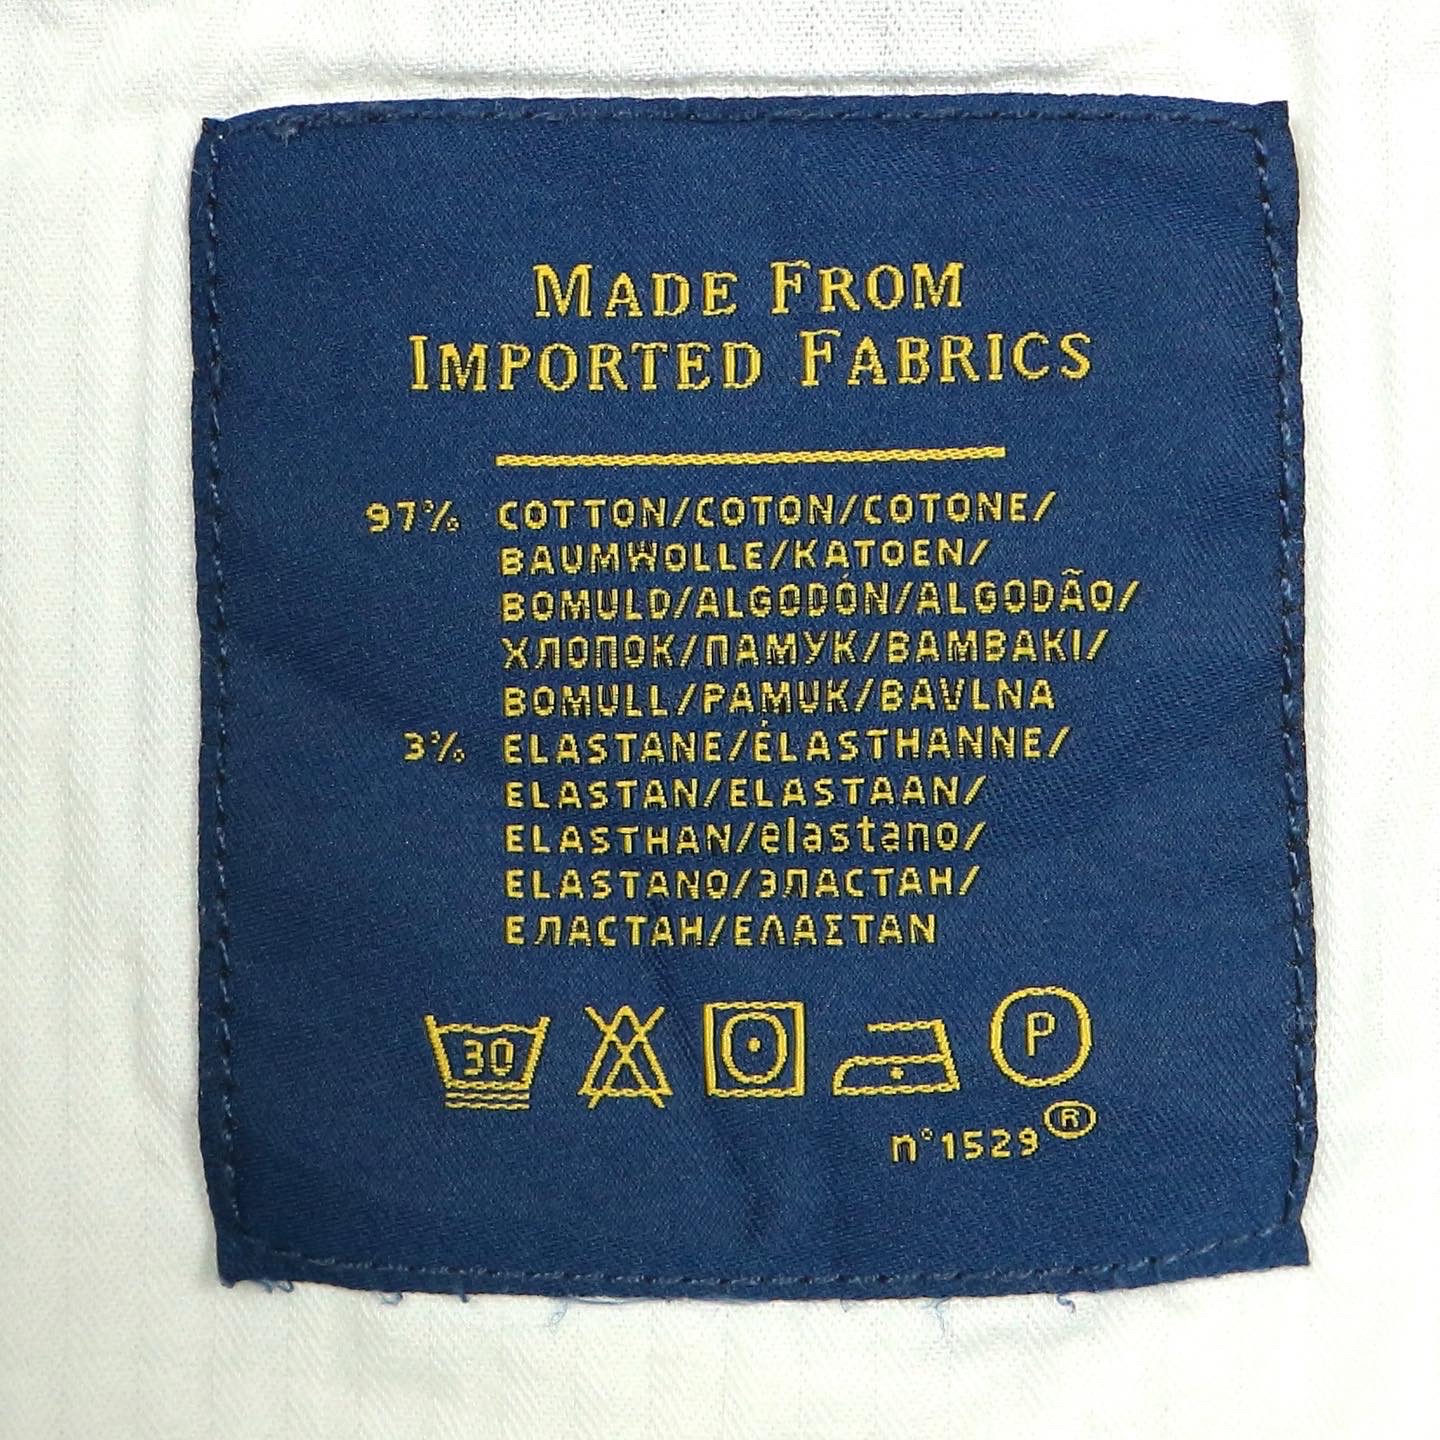 MADE FROM
IMPORTED FABRICS
97% COTTON/COTON/COTONE/
BAUMWOLLE/KATOEN/
BOMULD/ALGODÓN/ALGODÃO/
ХЛОПОК/ПАМУК/BAMBAKI/
BOMULL/PAMUK/BAVLNA
3% ELASTANE/ÉLASTHANNE/
ELASTAN/ELASTAAN/
ELASTHAN/elastano/
ELASTANO/ЭЛАСТАН/
ЕЛАСТАН/ΕΛΑΣΤΑΝ
30 P
n°1529®